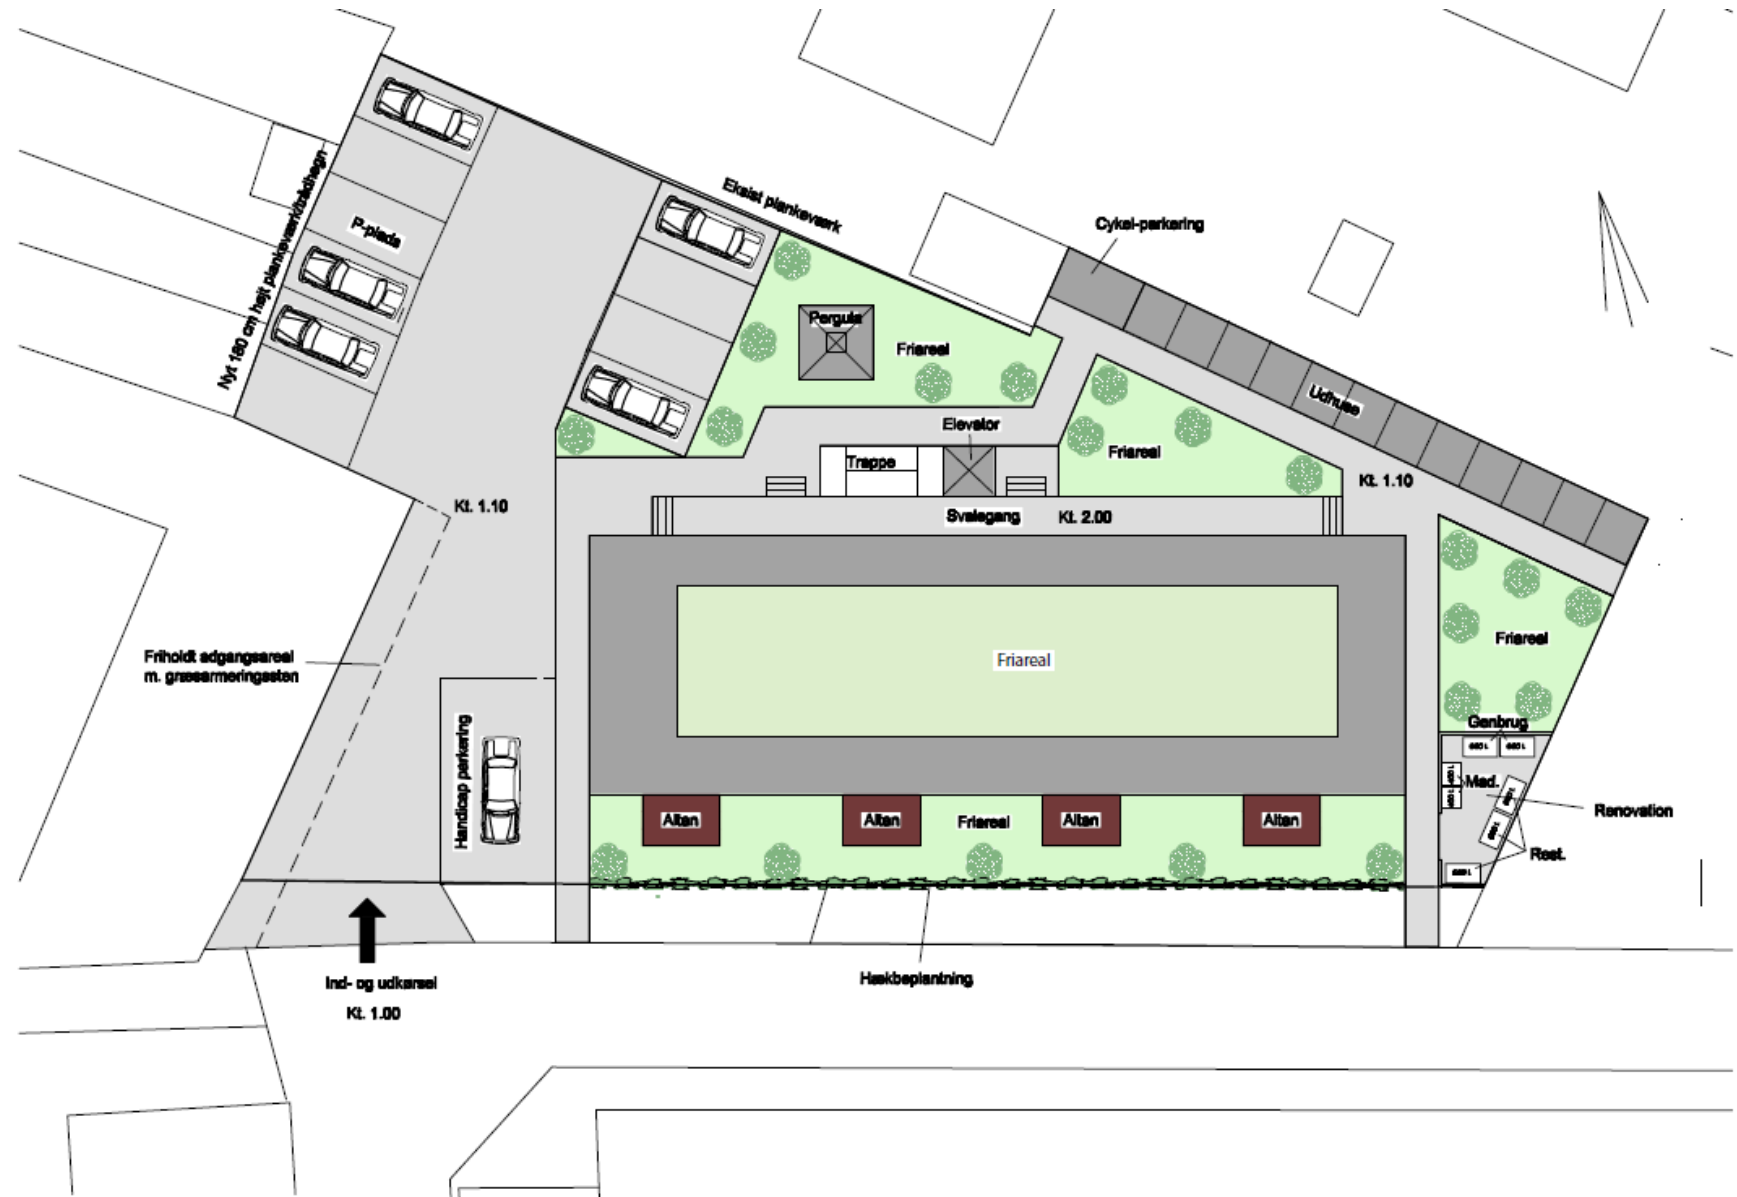 Eksist plankeværk
Cykel-parkering
Nyt 180 cm højt plankeværk/trådhegn
P-plads
Pergula
Friareal
Udhuse
Elevator
Trappe
Friareal
Kt. 1.10
Kt. 1.10
Svalegang
Kt. 2.00
Friholdt adgangsareal
m. græsarmeringssten
Friareal
Friareal
Genbrug
Mad.
Renovation
Rest.
Handicap parkering
Altan
Altan
Friareal
Altan
Altan
Hækbeplantning
Ind- og udkørsel
Kt. 1.00